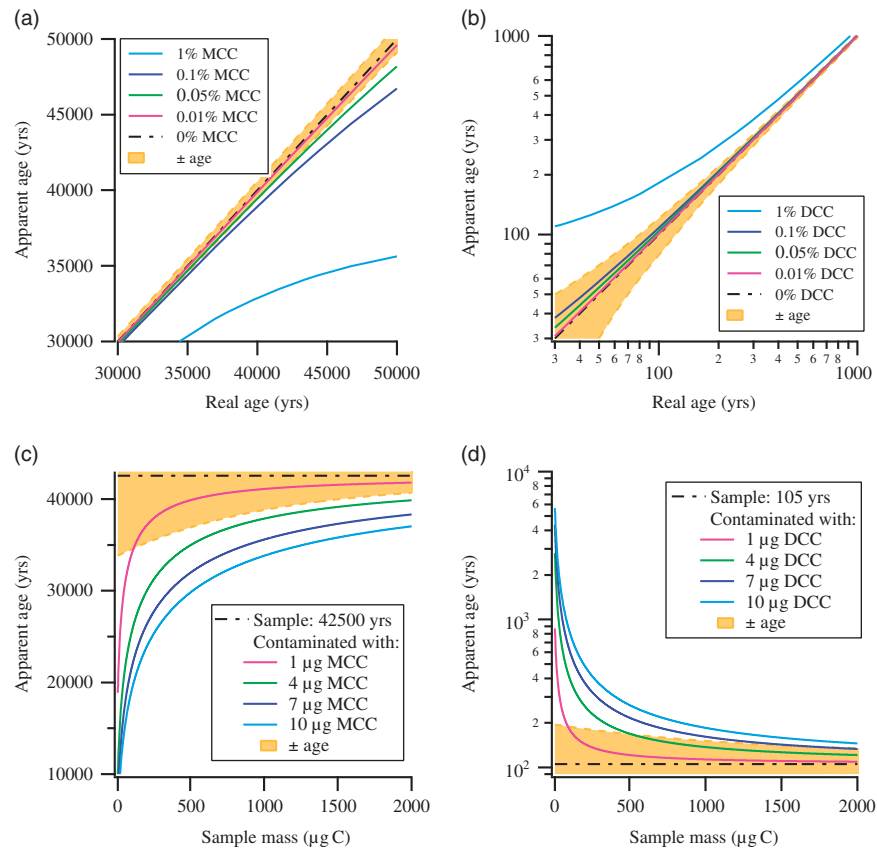 (a)
50000
45000
40000
35000
30000
Apparent age (yrs)
1% MCC
0.1% MCC
0.05% MCC
0.01% MCC
0% MCC
± age
30000 35000 40000 45000 50000
Real age (yrs)
(b)
1000
6
5
4
3
2
100
6
5
4
3
Apparent age (yrs)
1% DCC
0.1% DCC
0.05% DCC
0.01% DCC
0% DCC
± age
3 4 5 6 7 8 100 2 3 4 5 6 7 8 1000
Real age (yrs)
(c)
40000
30000
20000
10000
Apparent age (yrs)
Sample: 42500 yrs
Contaminated with:
1 µg MCC
4 µg MCC
7 µg MCC
10 µg MCC
± age
0 500 1000 1500 2000
Sample mass (µg C)
(d)
10⁴
8
6
4
2
10³
8
6
4
2
10²
Apparent age (yrs)
Sample: 105 yrs
Contaminated with:
1 µg DCC
4 µg DCC
7 µg DCC
10 µg DCC
± age
0 500 1000 1500 2000
Sample mass (µg C)